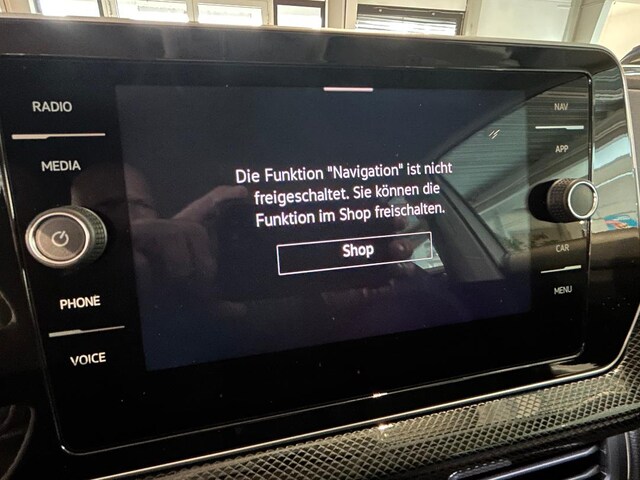 RADIO
MEDIA
PHONE
VOICE
Die Funktion "Navigation" ist nicht
freigeschaltet. Sie können die
Funktion im Shop freischalten.
Shop
NAV
APP
CAR
MENU